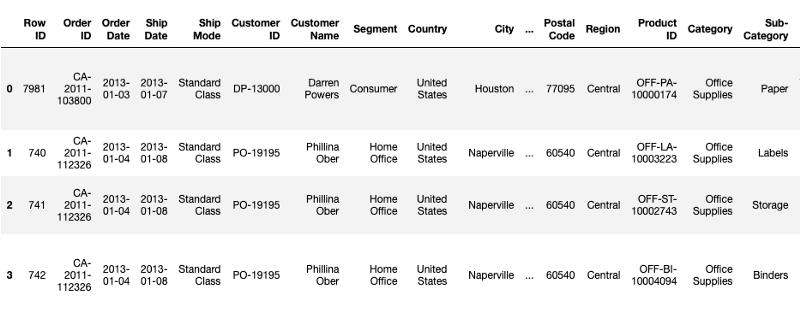 Row ID Order ID Order Date Ship Date Ship Mode Customer ID Customer Name Segment Country City ... Postal Code Region Product ID Category Sub-Category
0 7981 CA-2011-103800 2013-01-03 2013-01-07 Standard Class DP-13000 Darren Powers Consumer United States Houston ... 77095 Central OFF-PA-10000174 Office Supplies Paper
1 740 CA-2011-112326 2013-01-04 2013-01-08 Standard Class PO-19195 Phillina Ober Home Office United States Naperville ... 60540 Central OFF-LA-10003223 Office Supplies Labels
2 741 CA-2011-112326 2013-01-04 2013-01-08 Standard Class PO-19195 Phillina Ober Home Office United States Naperville ... 60540 Central OFF-ST-10002743 Office Supplies Storage
3 742 CA-2011-112326 2013-01-04 2013-01-08 Standard Class PO-19195 Phillina Ober Home Office United States Naperville ... 60540 Central OFF-BI-10004094 Office Supplies Binders